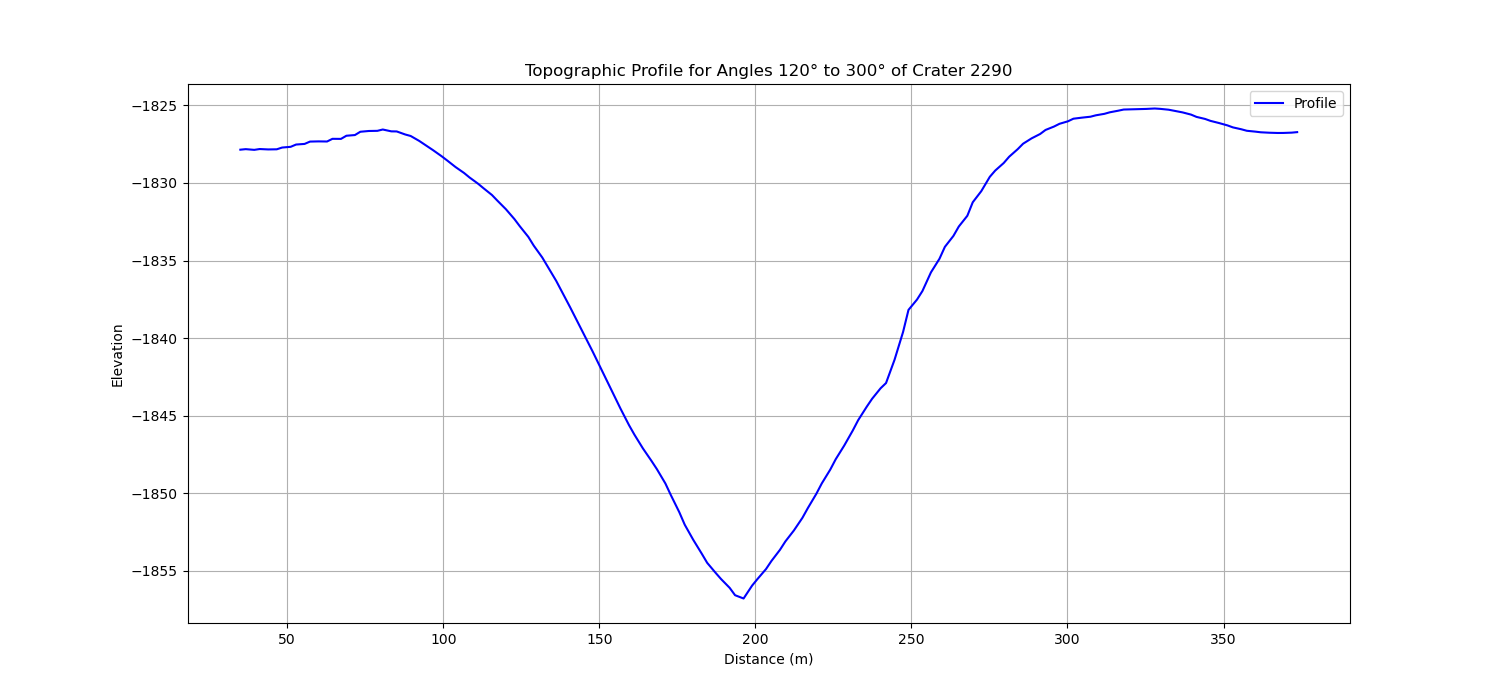 Topographic Profile for Angles 120° to 300° of Crater 2290
Profile
Elevation
−1825
−1830
−1835
−1840
−1845
−1850
−1855
50 100 150 200 250 300 350
Distance (m)